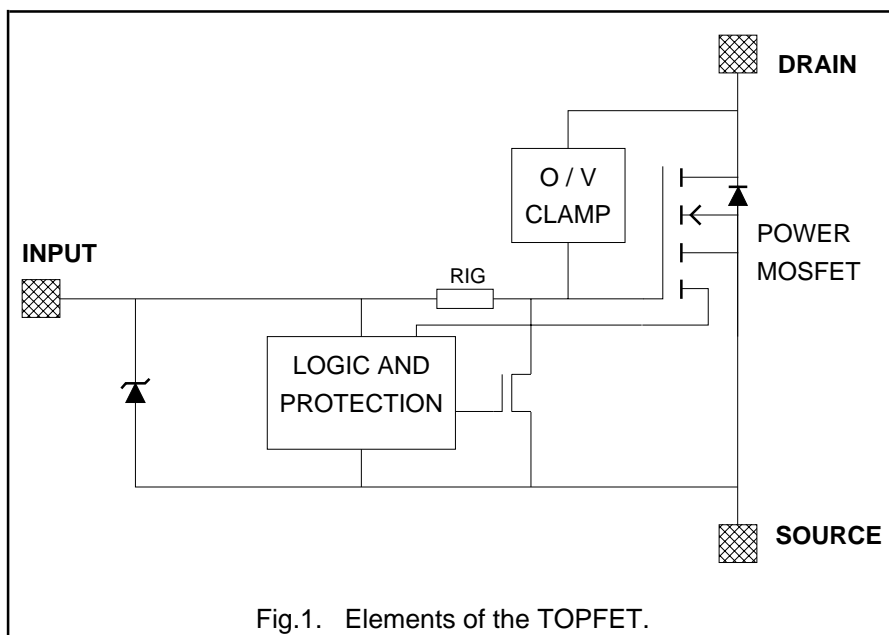 DRAIN
O / V
CLAMP
POWER
MOSFET
INPUT
RIG
LOGIC AND
PROTECTION
SOURCE
Fig.1. Elements of the TOPFET.